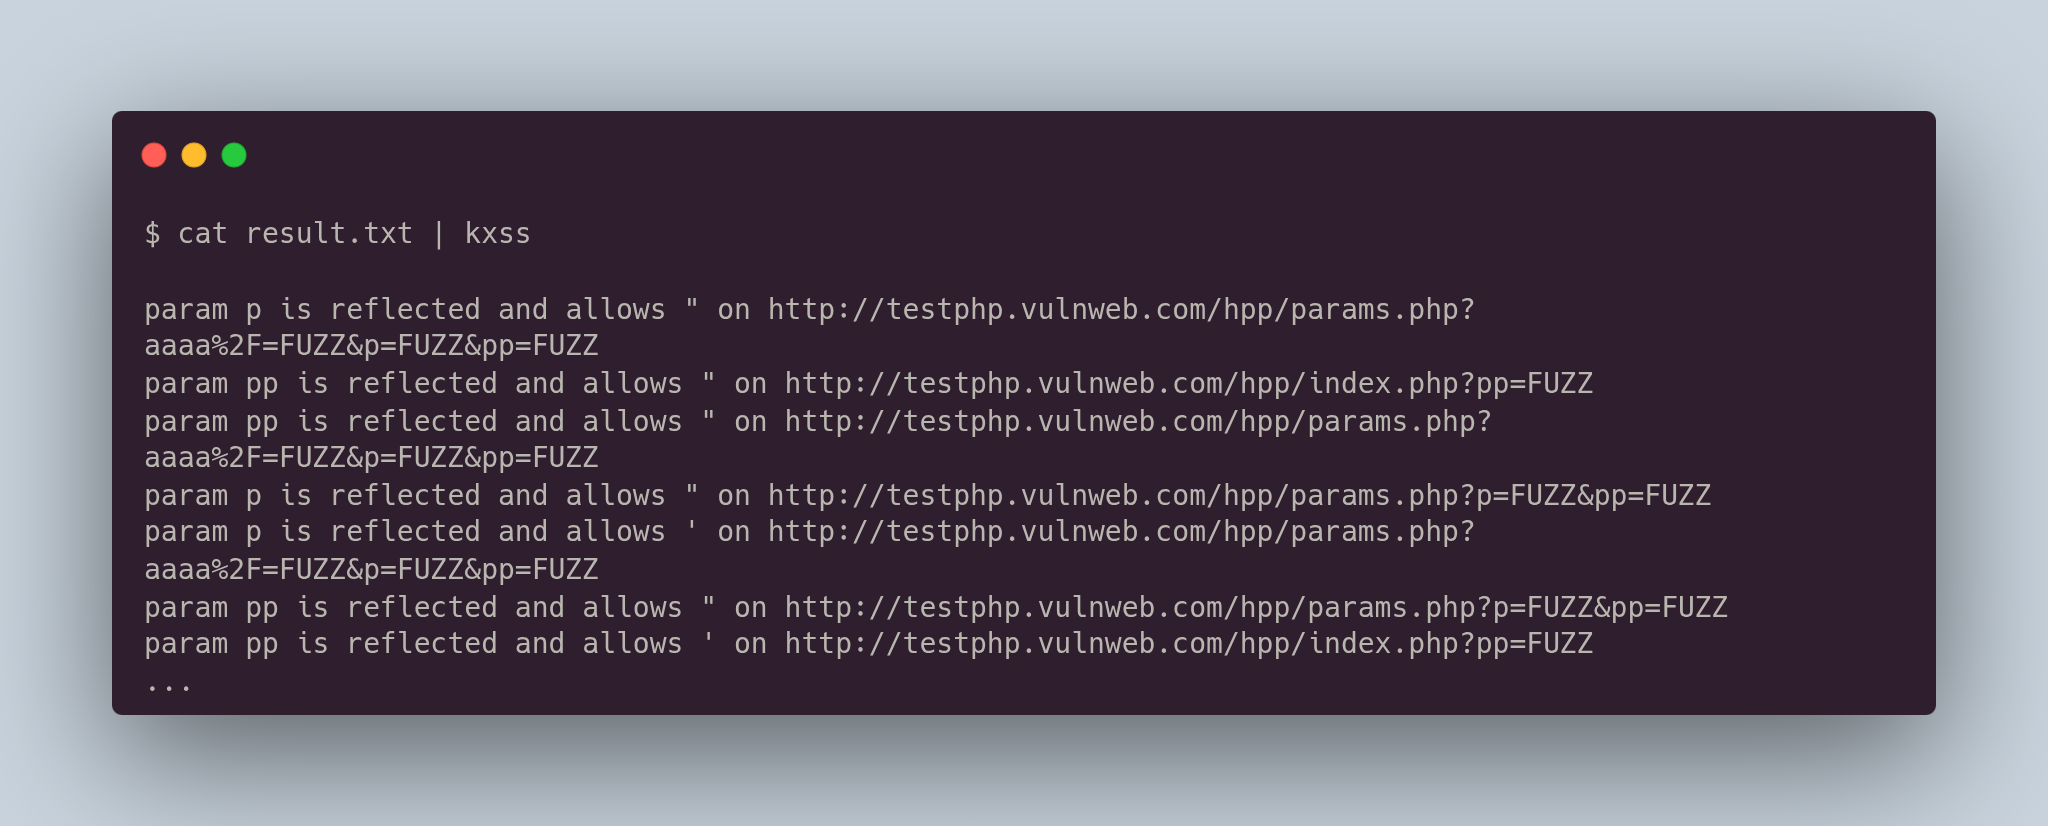 $ cat result.txt | kxss
param p is reflected and allows " on http://testphp.vulnweb.com/hpp/params.php?
aaaa%2F=FUZZ&p=FUZZ&pp=FUZZ
param pp is reflected and allows " on http://testphp.vulnweb.com/hpp/index.php?pp=FUZZ
param pp is reflected and allows " on http://testphp.vulnweb.com/hpp/params.php?
aaaa%2F=FUZZ&p=FUZZ&pp=FUZZ
param p is reflected and allows " on http://testphp.vulnweb.com/hpp/params.php?p=FUZZ&pp=FUZZ
param p is reflected and allows ' on http://testphp.vulnweb.com/hpp/params.php?
aaaa%2F=FUZZ&p=FUZZ&pp=FUZZ
param pp is reflected and allows " on http://testphp.vulnweb.com/hpp/params.php?p=FUZZ&pp=FUZZ
param pp is reflected and allows ' on http://testphp.vulnweb.com/hpp/index.php?pp=FUZZ
...